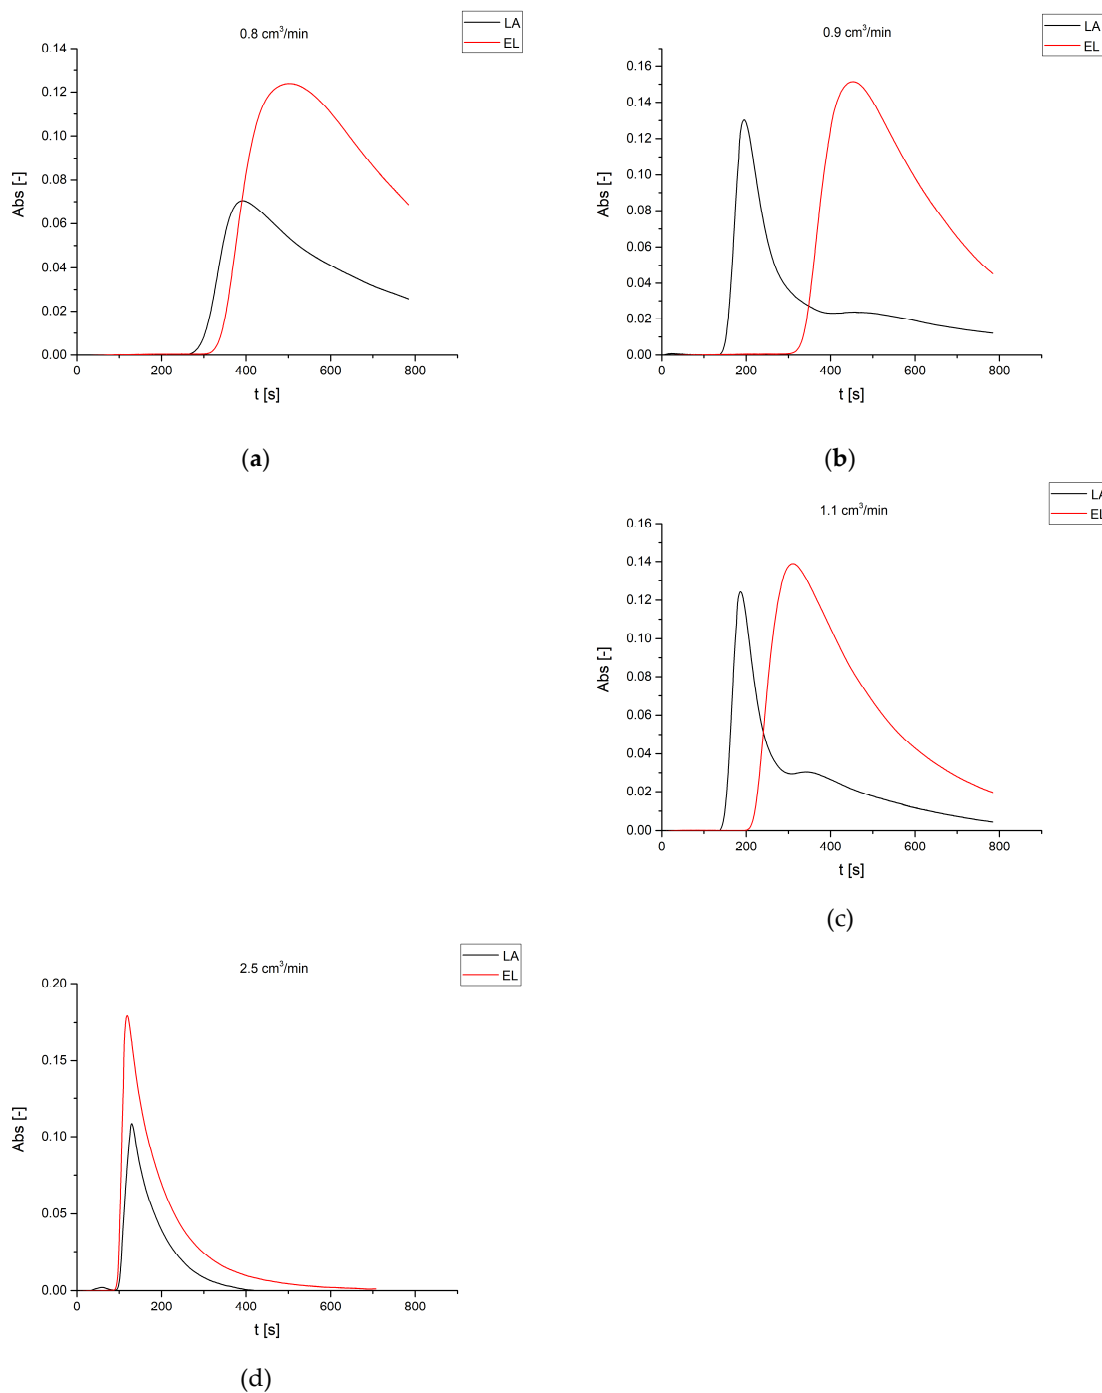 0.8 cm³/min
LA
EL
0.14
0.12
0.10
0.08
0.06
0.04
0.02
0.00
Abs [-]
0 200 400 600 800
t [s]
(a)
0.9 cm³/min
LA
EL
0.16
0.14
0.12
0.10
0.08
0.06
0.04
0.02
0.00
Abs [-]
0 200 400 600 800
t [s]
(b)
1.1 cm³/min
LA
EL
0.16
0.14
0.12
0.10
0.08
0.06
0.04
0.02
0.00
Abs [-]
0 200 400 600 800
t [s]
(c)
2.5 cm³/min
LA
EL
0.20
0.15
0.10
0.05
0.00
Abs [-]
0 200 400 600 800
t [s]
(d)